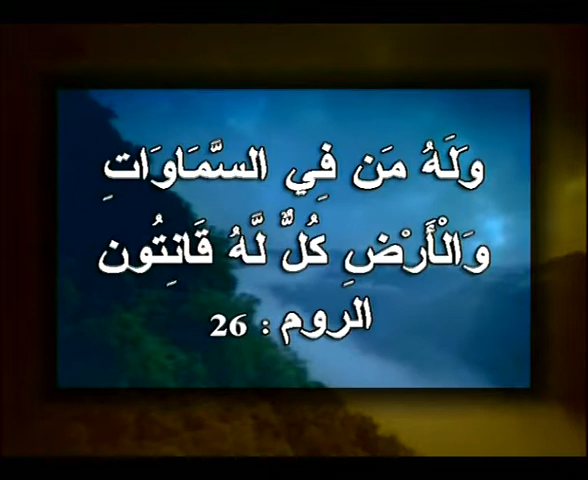 وَلَهُ مَن فِي السَّمَاوَاتِ
وَالْأَرْضِ كُلٌّ لَّهُ قَانِتُون
الروم : 26